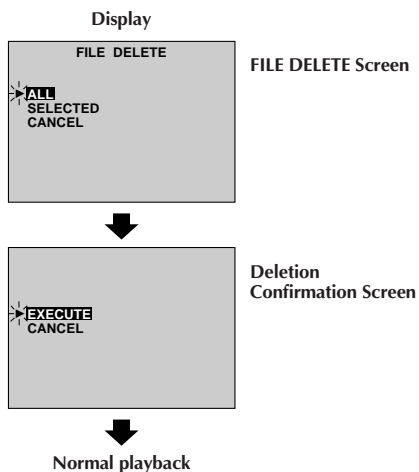 Display
FILE DELETE
FILE DELETE Screen
ALL
SELECTED
CANCEL
Deletion
Confirmation Screen
EXECUTE
CANCEL
Normal playback